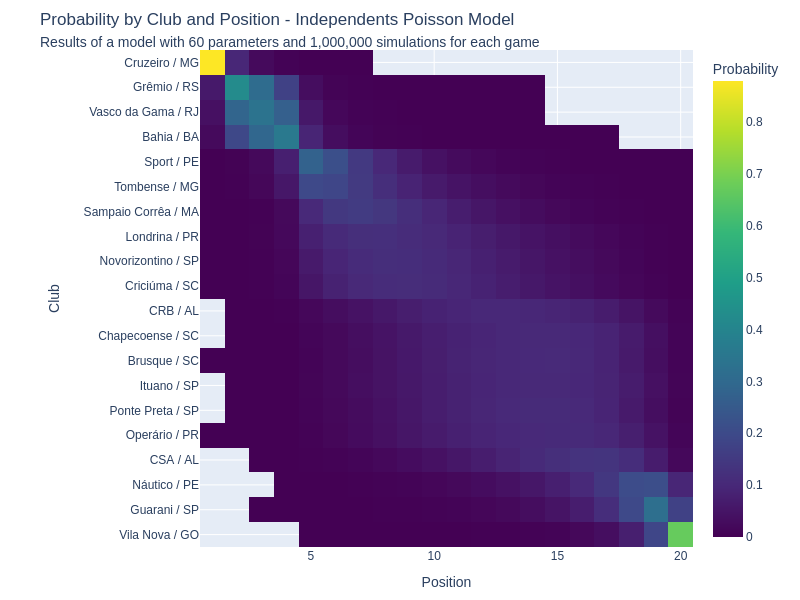 Probability by Club and Position - Independents Poisson Model
Results of a model with 60 parameters and 1,000,000 simulations for each game
Probability
Cruzeiro / MG
Grêmio / RS
Vasco da Gama / RJ
Bahia / BA
Sport / PE
Tombense / MG
Sampaio Corrêa / MA
Londrina / PR
Novorizontino / SP
Criciúma / SC
CRB / AL
Chapecoense / SC
Brusque / SC
Ituano / SP
Ponte Preta / SP
Operário / PR
CSA / AL
Náutico / PE
Guarani / SP
Vila Nova / GO
Club
5
10
15
20
Position
0.8
0.7
0.6
0.5
0.4
0.3
0.2
0.1
0